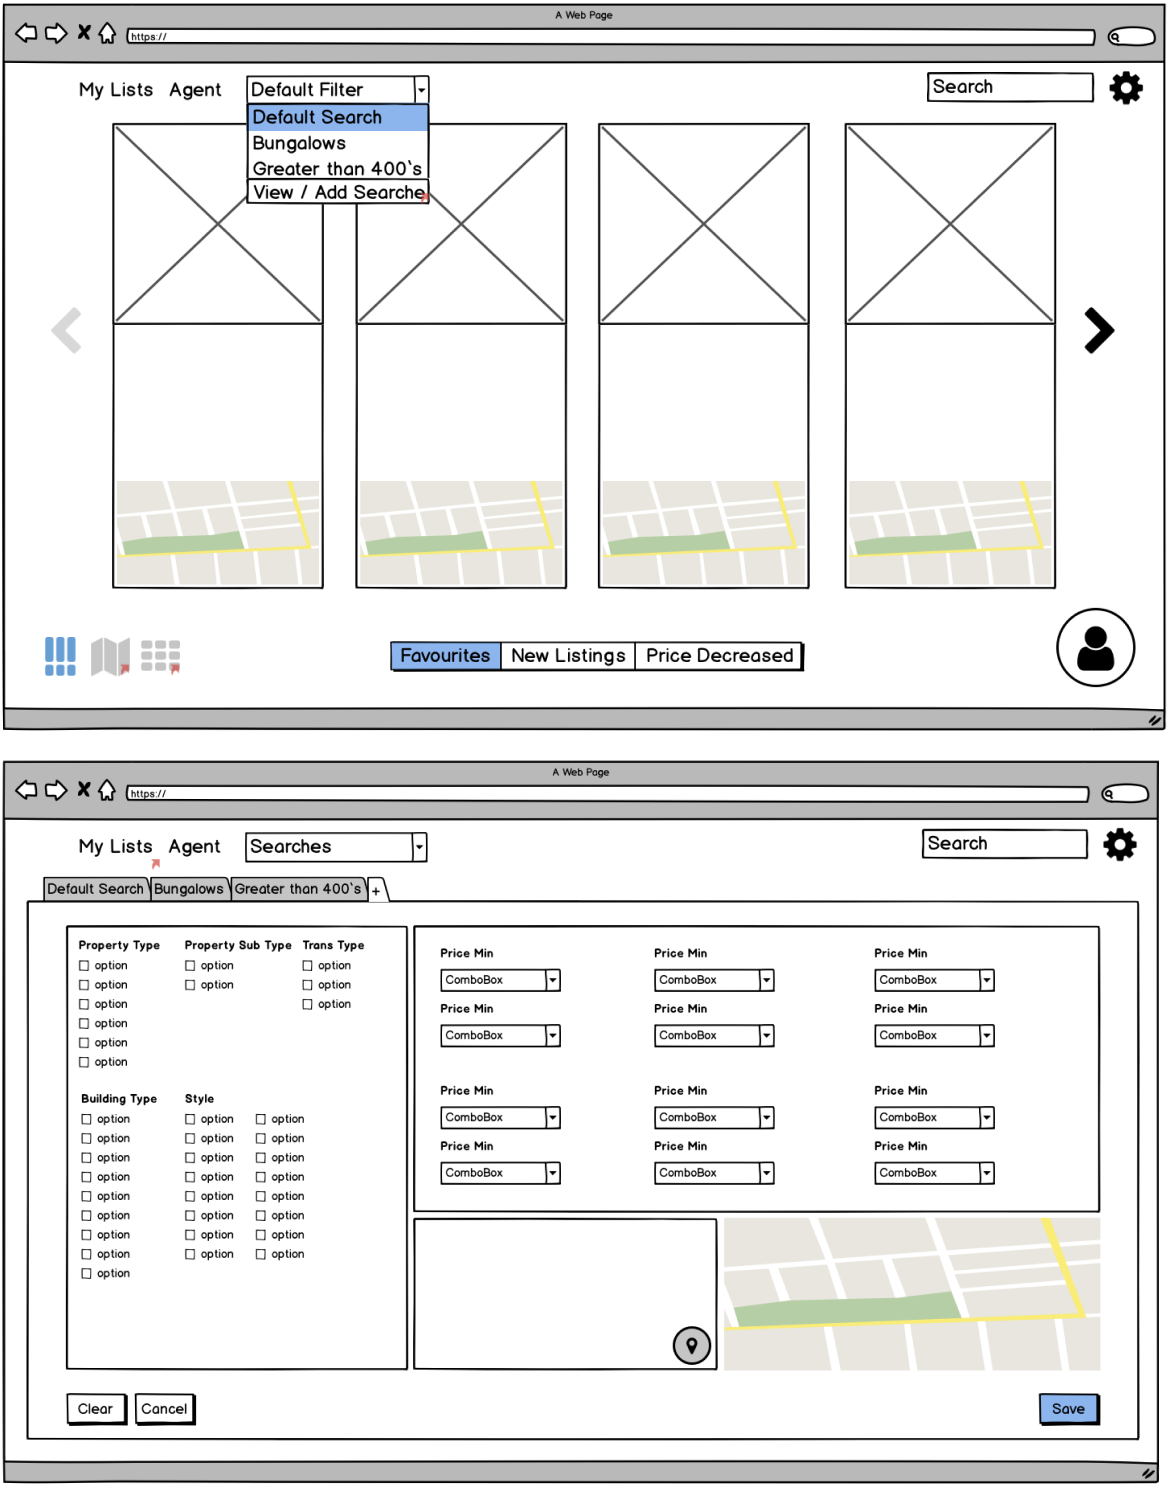 A Web Page
https://
My Lists Agent Default Filter Search
Default Search
Bungalows
Greater than 400`s
View / Add Searche
Favourites New Listings Price Decreased
A Web Page
https://
My Lists Agent Searches Search
Default Search Bungalows Greater than 400`s +
Property Type Property Sub Type Trans Type
option option option
option option option
option option
option
option
option
Building Type Style
option option option
option option option
option option option
option option option
option option option
option option option
option option option
option option option
option
Price Min Price Min Price Min
ComboBox ComboBox ComboBox
Price Min Price Min Price Min
ComboBox ComboBox ComboBox
Price Min Price Min Price Min
ComboBox ComboBox ComboBox
Price Min Price Min Price Min
ComboBox ComboBox ComboBox
Clear Cancel Save